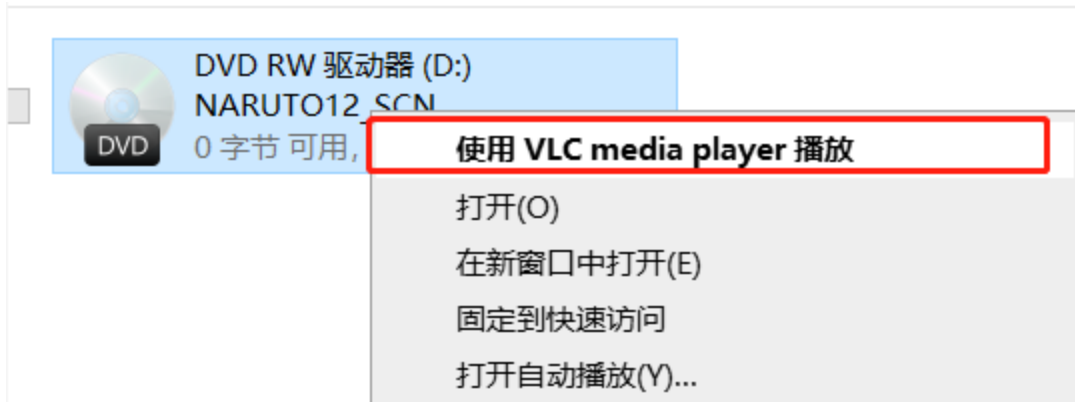 DVD RW 驱动器 (D:)
NARUTO12_SCN
DVD
0 字节 可用,
使用 VLC media player 播放
打开(O)
在新窗口中打开(E)
固定到快速访问
打开自动播放(Y)...